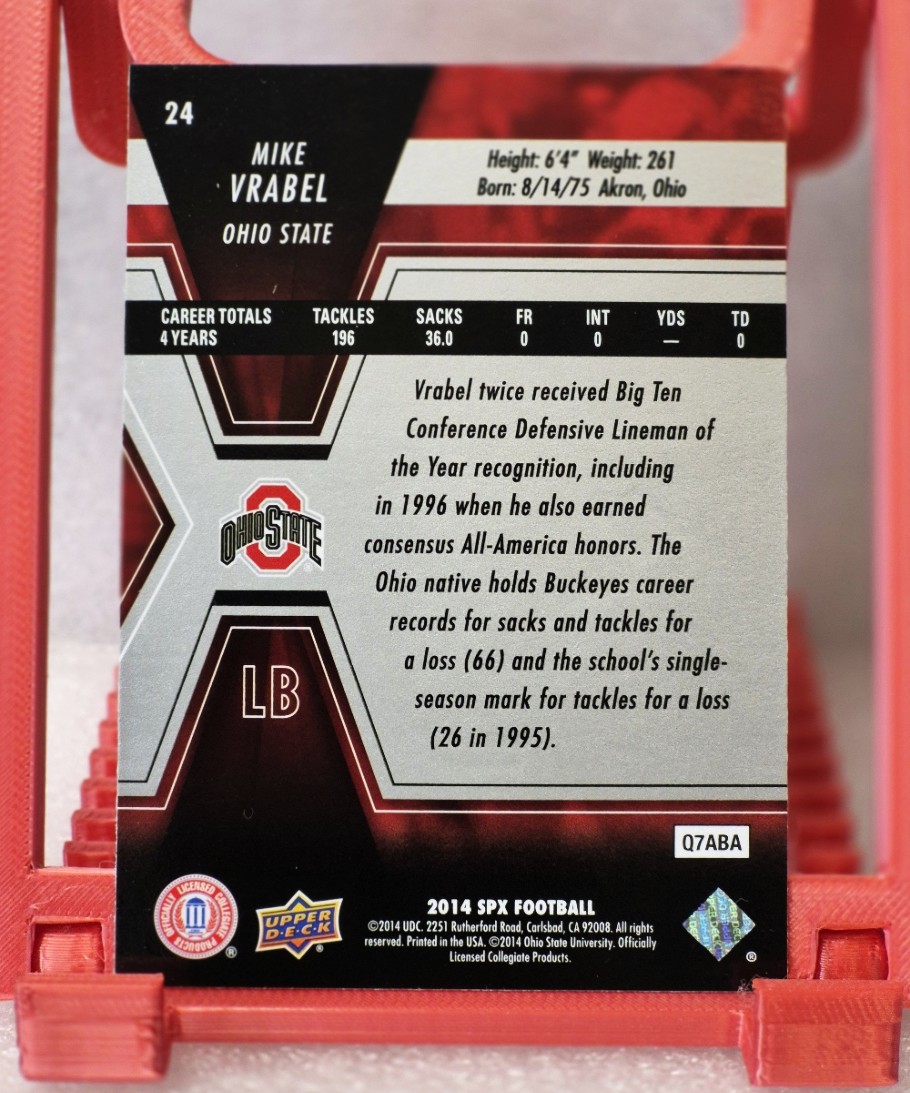 24
MIKE
VRABEL
OHIO STATE
Height: 6'4" Weight: 261
Born: 8/14/75 Akron, Ohio
CAREER TOTALS TACKLES SACKS FR INT YDS TD
4 YEARS 196 36.0 0 0 — 0
Vrabel twice received Big Ten
Conference Defensive Lineman of
the Year recognition, including
in 1996 when he also earned
consensus All-America honors. The
Ohio native holds Buckeyes career
records for sacks and tackles for
a loss (66) and the school's single-
season mark for tackles for a loss
(26 in 1995).
OHIO STATE
LB
Q7ABA
OFFICIALLY LICENSED COLLEGIATE PRODUCTS ®
UPPER
DECK ®
2014 SPX FOOTBALL
©2014 UDC. 2251 Rutherford Road, Carlsbad, CA 92008. All rights
reserved. Printed in the USA. ©2014 Ohio State University. Officially
Licensed Collegiate Products.
®